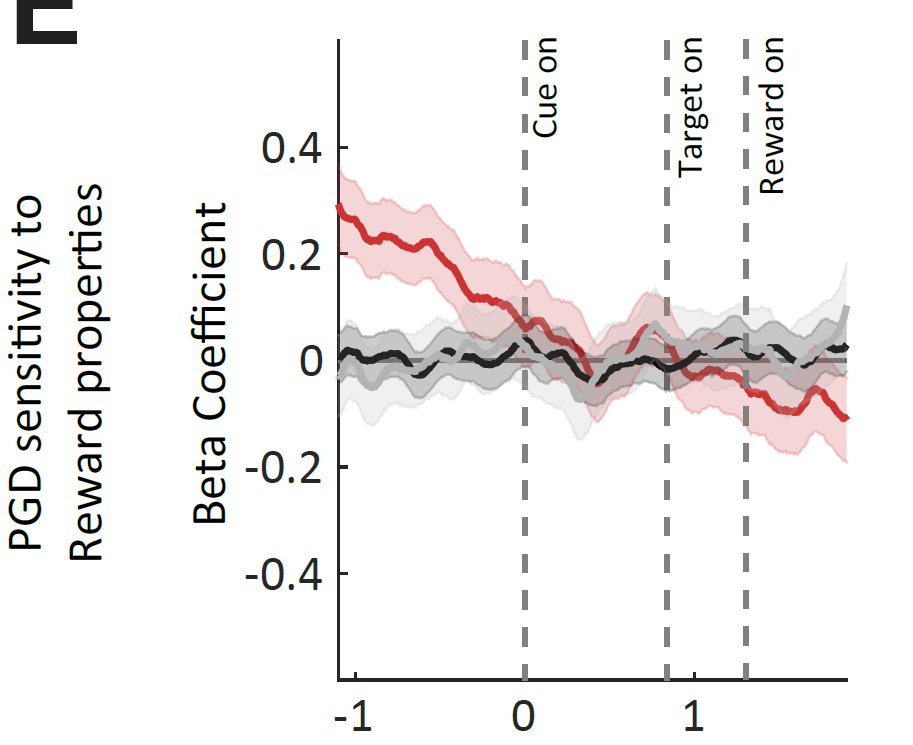 E
PGD sensitivity to
Reward properties
Beta Coefficient
0.4
0.2
0
-0.2
-0.4
Cue on
Target on
Reward on
-1
0
1